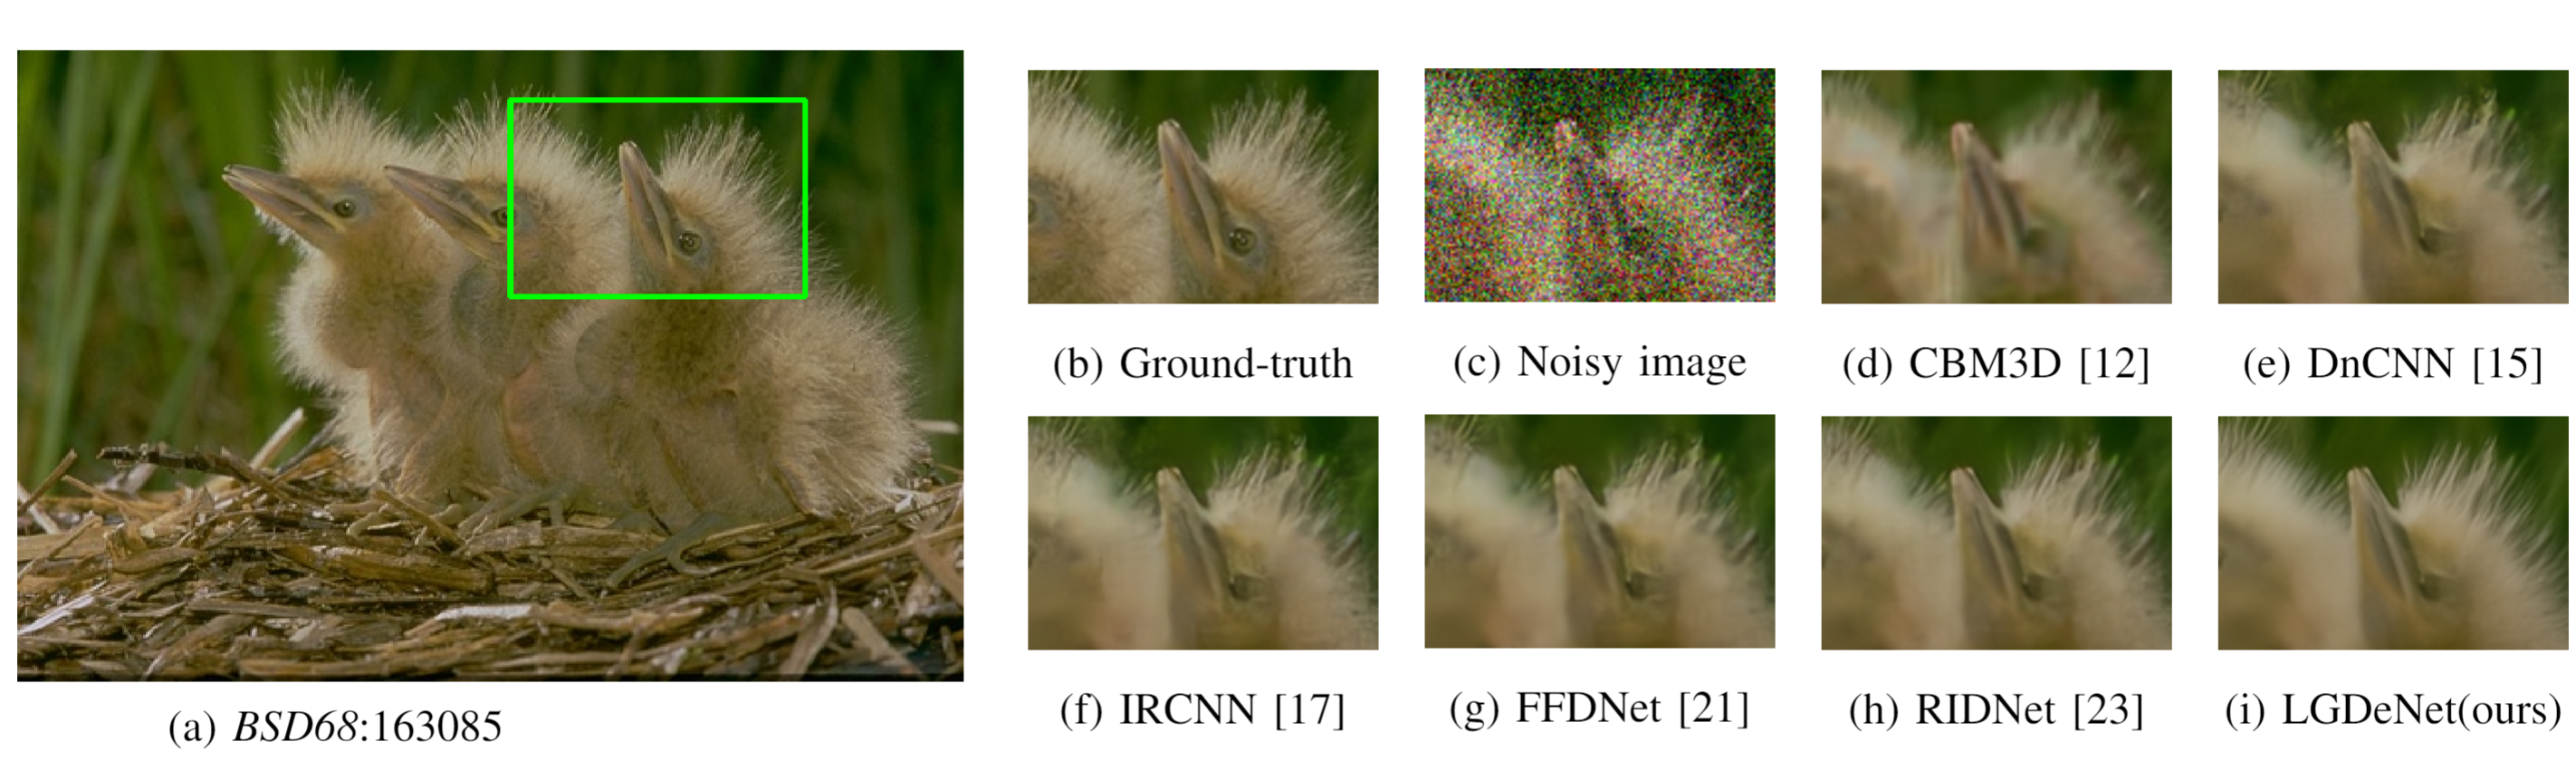 (b) Ground-truth
(c) Noisy image
(d) CBM3D [12]
(e) DnCNN [15]
(f) IRCNN [17]
(g) FFDNet [21]
(h) RIDNet [23]
(i) LGDeNet(ours)
(a) BSD68:163085